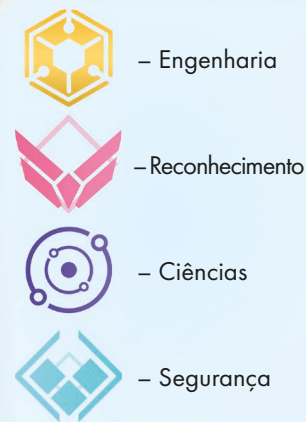 – Engenharia
– Reconhecimento
– Ciências
– Segurança